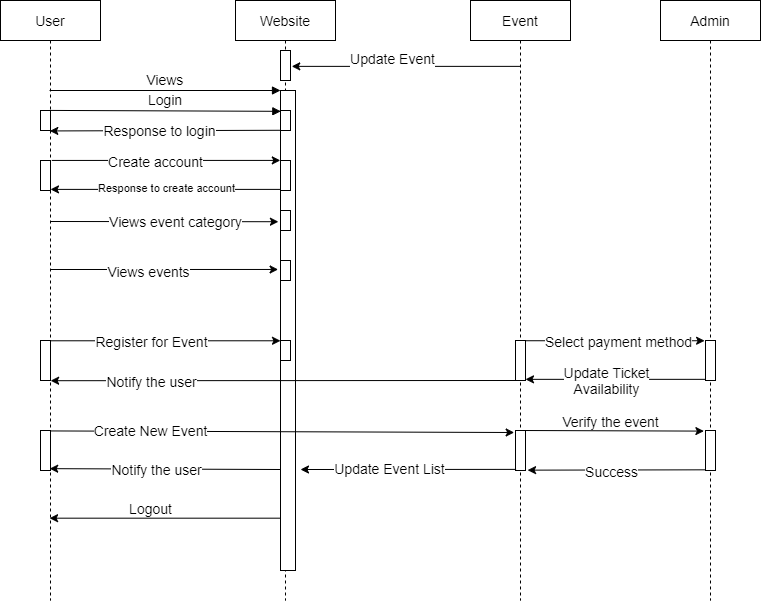 User
Website
Event
Admin
Update Event
Views
Login
Response to login
Create account
Response to create account
Views event category
Views events
Register for Event
Select payment method
Notify the user
Update Ticket
Availability
Create New Event
Verify the event
Notify the user
Update Event List
Success
Logout